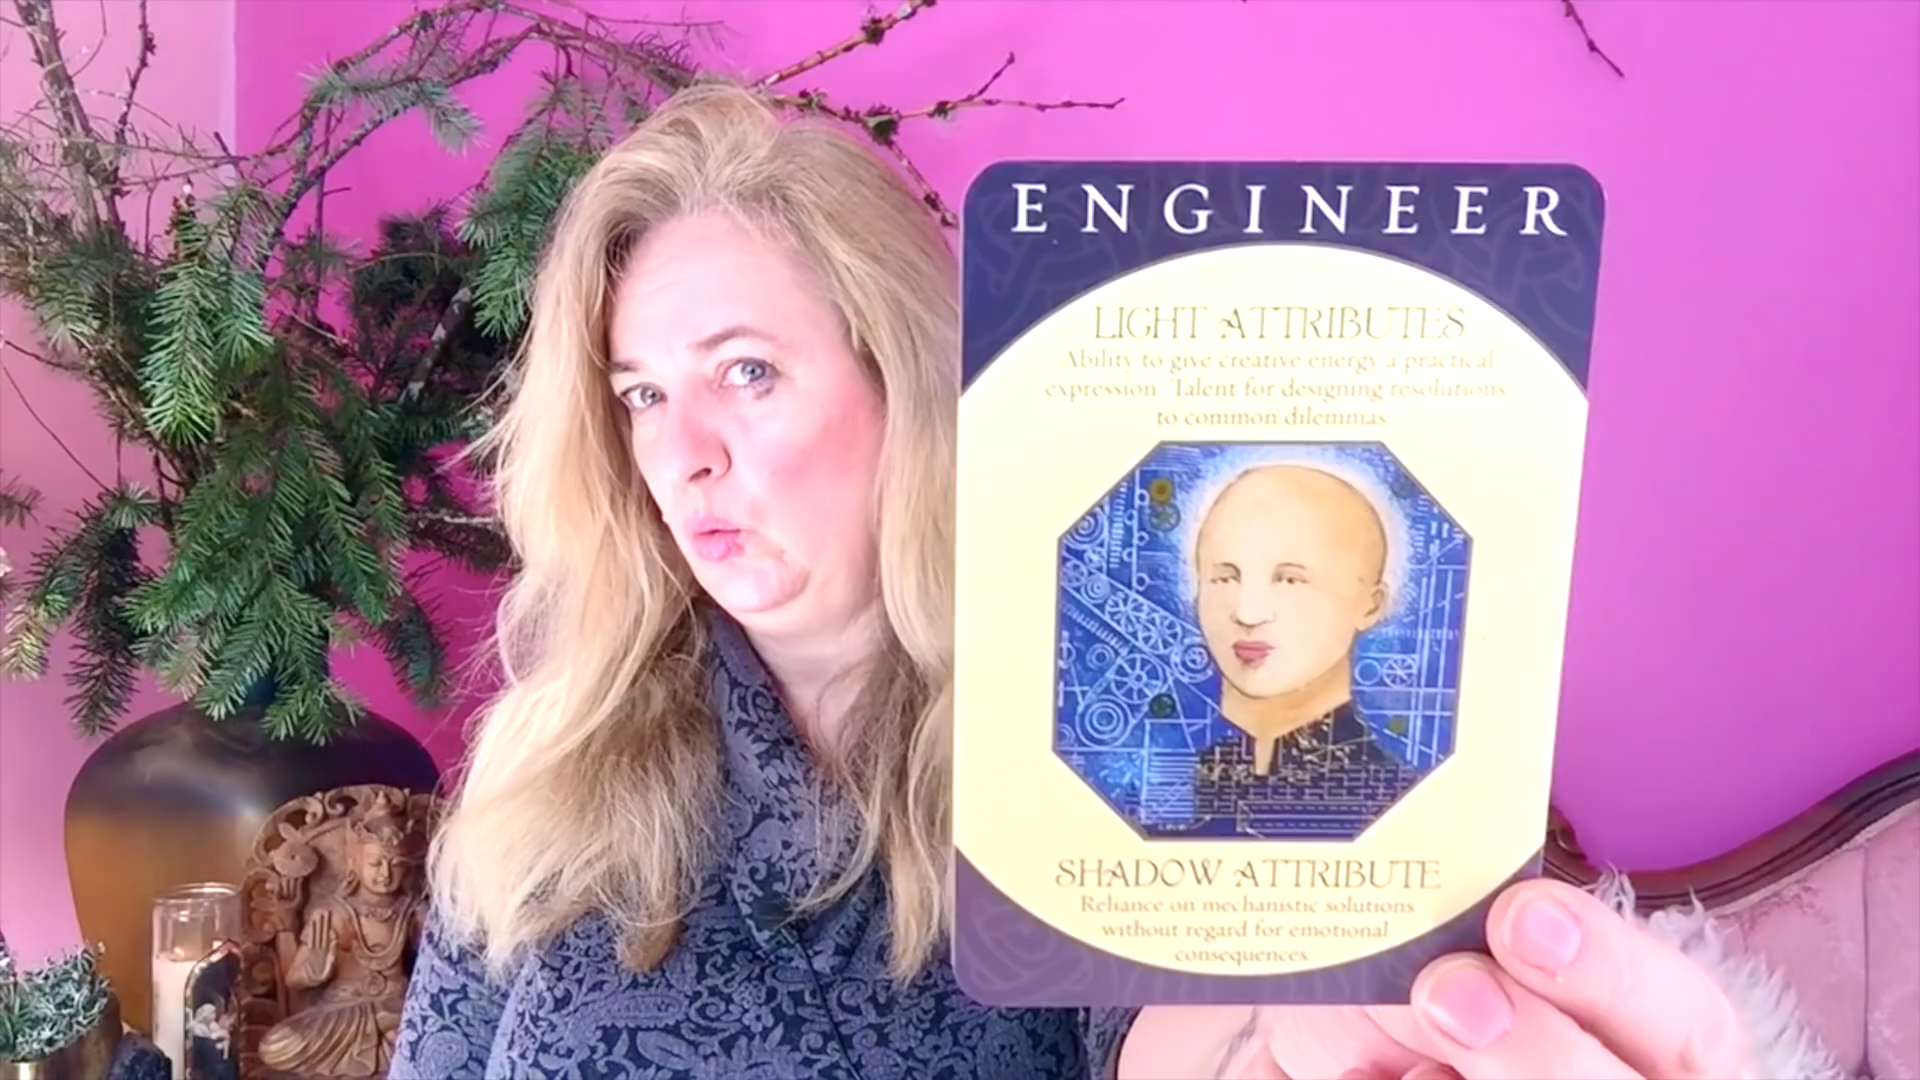 ENGINEER
LIGHT ATTRIBUTES
Ability to give creative energy a practical
expression. Talent for designing resolutions
to common dilemmas.
SHADOW ATTRIBUTE
Reliance on mechanistic solutions
without regard for emotional
consequences.